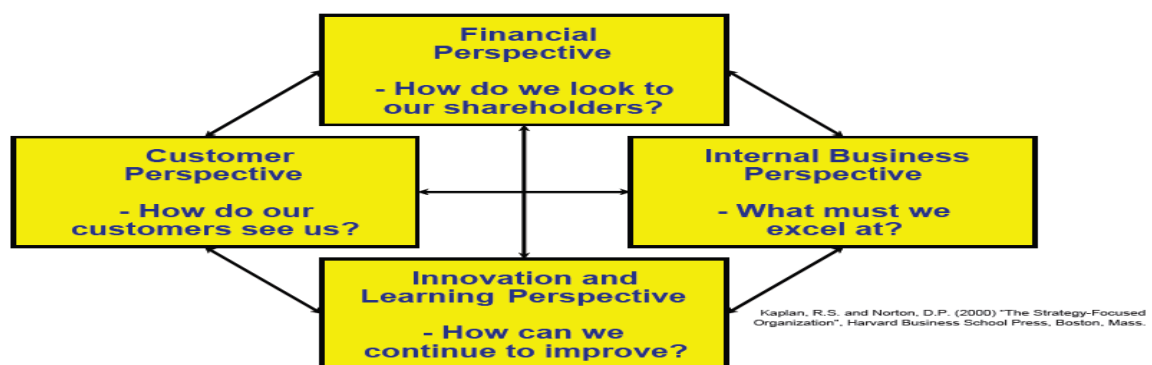 Financial
Perspective
- How do we look to
our shareholders?
Customer
Perspective
- How do our
customers see us?
Internal Business
Perspective
- What must we
excel at?
Innovation and
Learning Perspective
- How can we
continue to improve?
Kaplan, R.S. and Norton, D.P. (2000) "The Strategy-Focused
Organization", Harvard Business School Press, Boston, Mass.